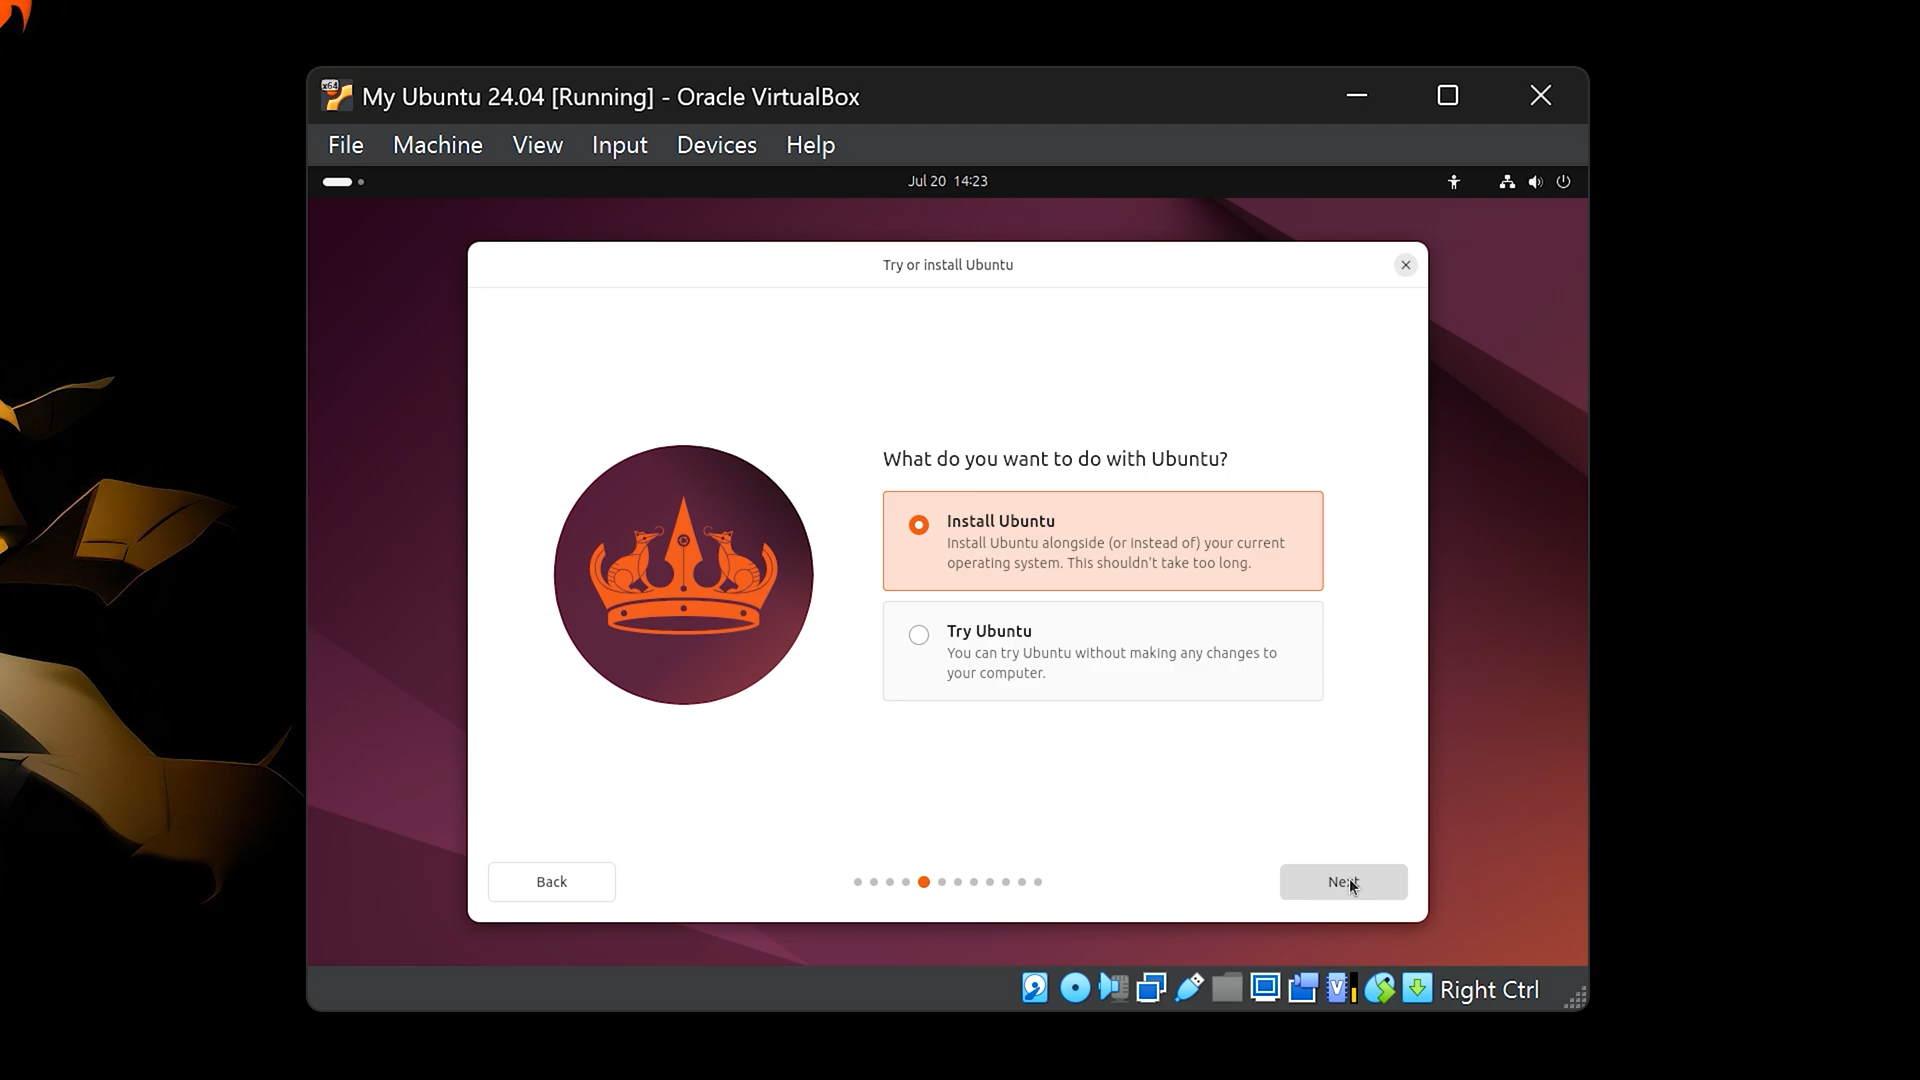 My Ubuntu 24.04 [Running] - Oracle VirtualBox
File Machine View Input Devices Help
Jul 20 14:23
Try or install Ubuntu
What do you want to do with Ubuntu?
Install Ubuntu
Install Ubuntu alongside (or instead of) your current
operating system. This shouldn't take too long.
Try Ubuntu
You can try Ubuntu without making any changes to
your computer.
Back
Next
Right Ctrl